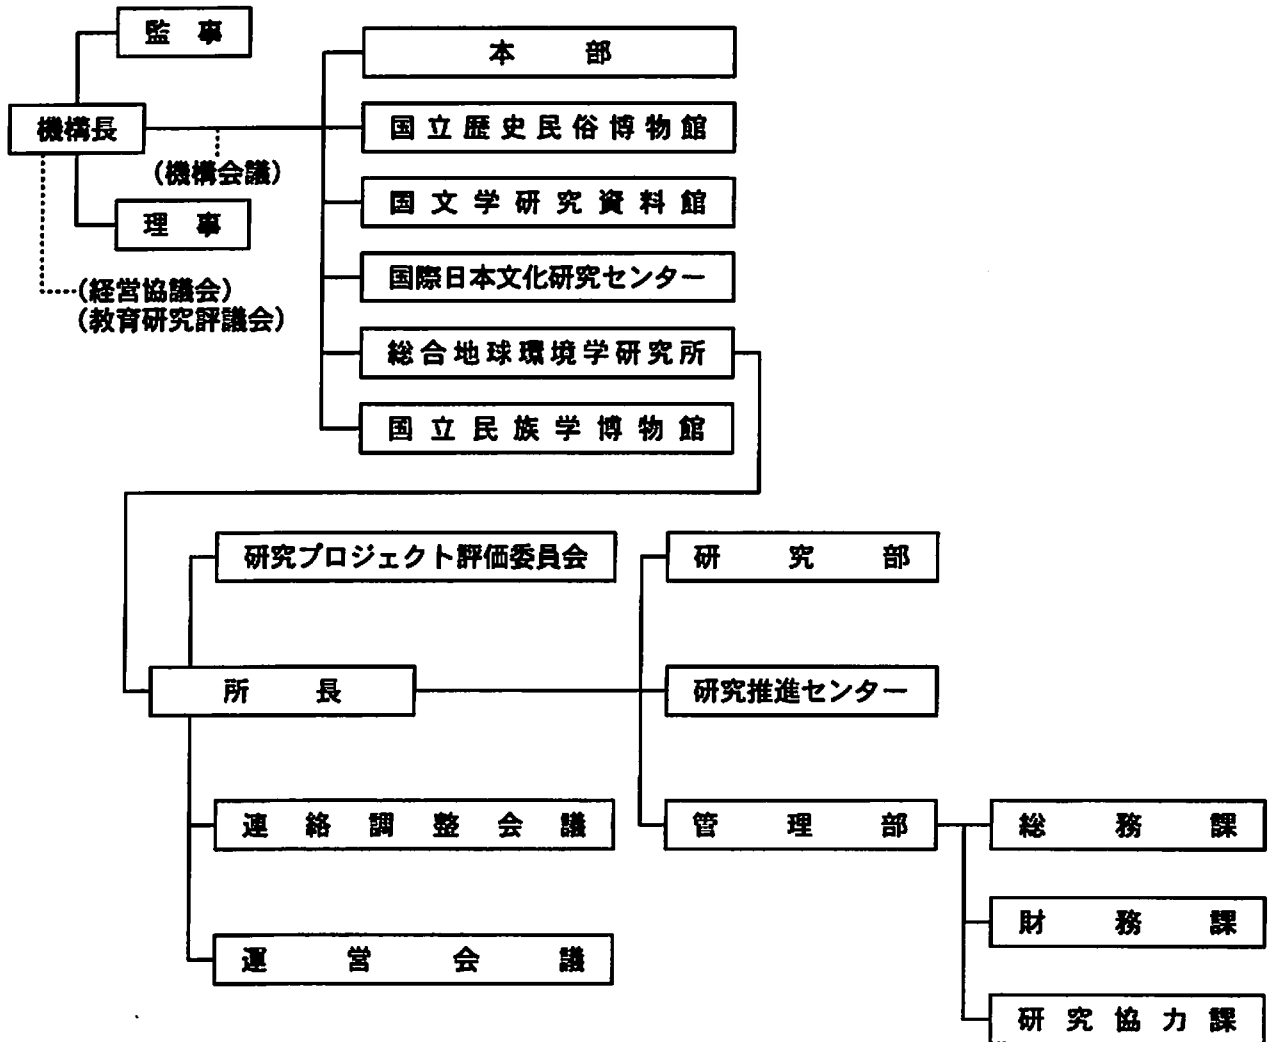 監事
本部
機構長
国立歴史民俗博物館
(機構会議)
国文学研究資料館
理事
国際日本文化研究センター
(経営協議会)
(教育研究評議会)
総合地球環境学研究所
国立民族学博物館
研究プロジェクト評価委員会
研究部
所長
研究推進センター
連絡調整会議
管理部
総務課
財務課
運営会議
研究協力課